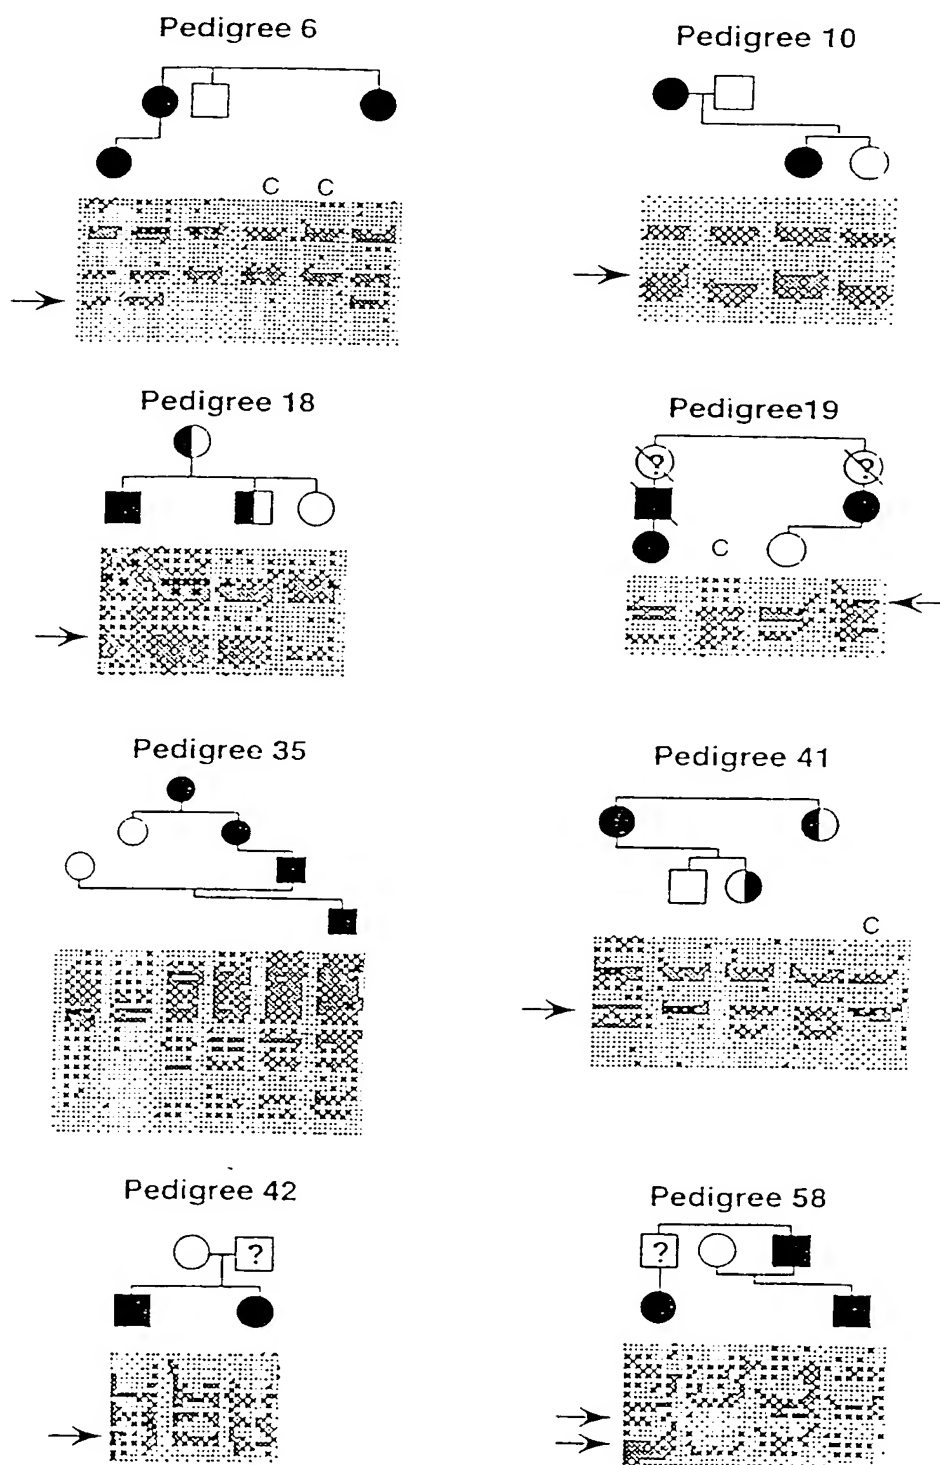 Pedigree 6
C C
Pedigree 10
Pedigree 18
Pedigree19
? ?
C
Pedigree 35
Pedigree 41
C
Pedigree 42
?
Pedigree 58
?